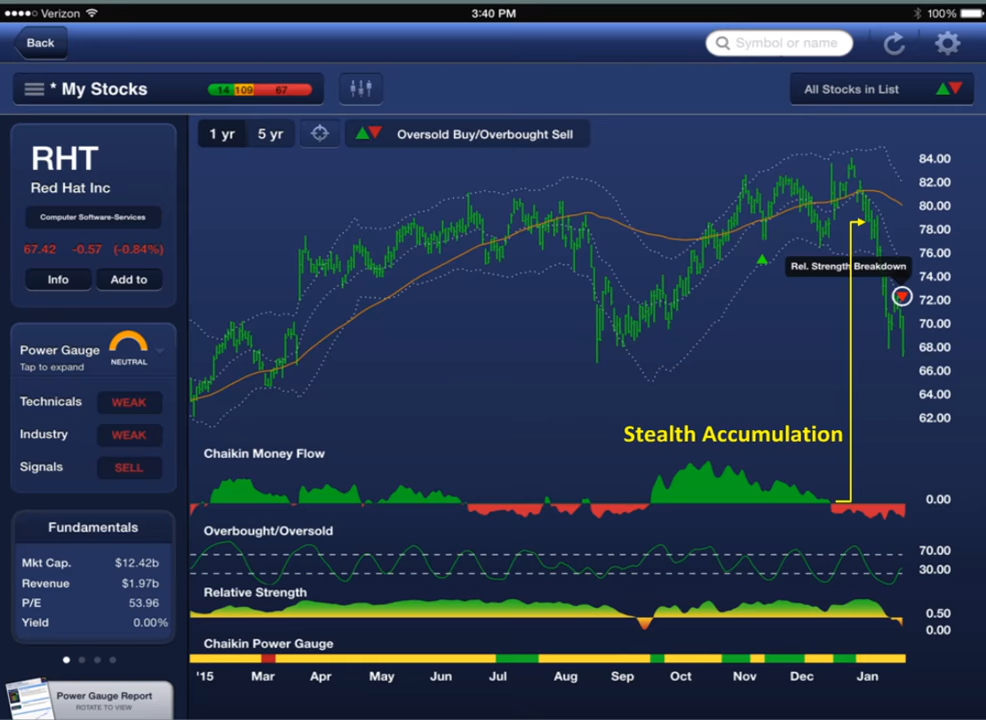 Verizon
3:40 PM
100%
Back
Symbol or name
* My Stocks
14 109 67
All Stocks in List
RHT
Red Hat Inc
Computer Software-Services
67.42 -0.57 (-0.84%)
Info Add to
1 yr 5 yr
Oversold Buy/Overbought Sell
84.00
82.00
80.00
78.00
76.00
74.00
72.00
70.00
68.00
66.00
64.00
62.00
Rel. Strength Breakdown
Stealth Accumulation
Power Gauge
Tap to expand
NEUTRAL
Technicals WEAK
Industry WEAK
Signals SELL
Chaikin Money Flow
0.00
Overbought/Oversold
70.00
30.00
Relative Strength
0.50
0.00
Chaikin Power Gauge
'15 Mar Apr May Jun Jul Aug Sep Oct Nov Dec Jan
Fundamentals
Mkt Cap. $12.42b
Revenue $1.97b
P/E 53.96
Yield 0.00%
Power Gauge Report
ROTATE TO VIEW